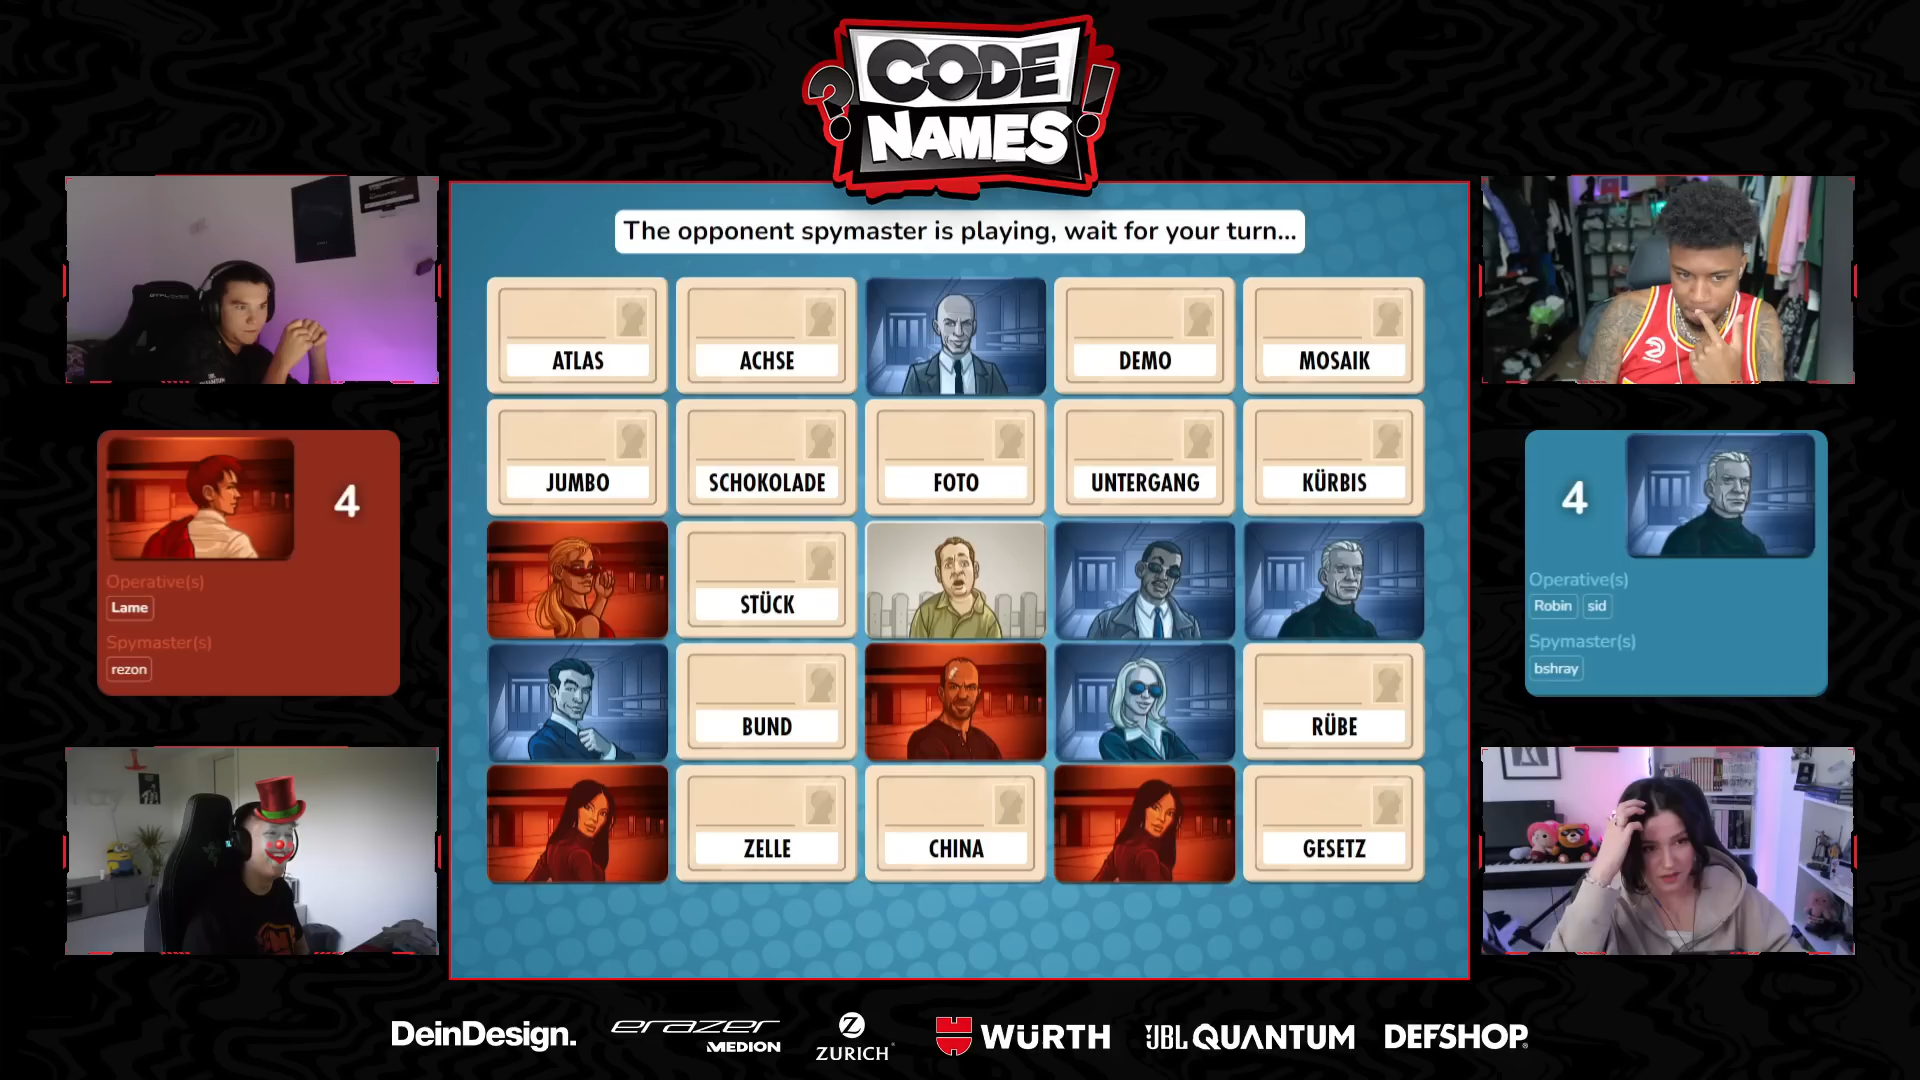 CODE
NAMES
The opponent spymaster is playing, wait for your turn...
ATLAS
ACHSE
DEMO
MOSAIK
JUMBO
SCHOKOLADE
FOTO
UNTERGANG
KÜRBIS
STÜCK
BUND
RÜBE
ZELLE
CHINA
GESETZ
4
Operative(s)
Lame
Spymaster(s)
rezon
4
Operative(s)
Robin sid
Spymaster(s)
bshray
DeinDesign.
erazer
MEDION
Z
ZURICH
WÜRTH
JBL QUANTUM
DEFSHOP